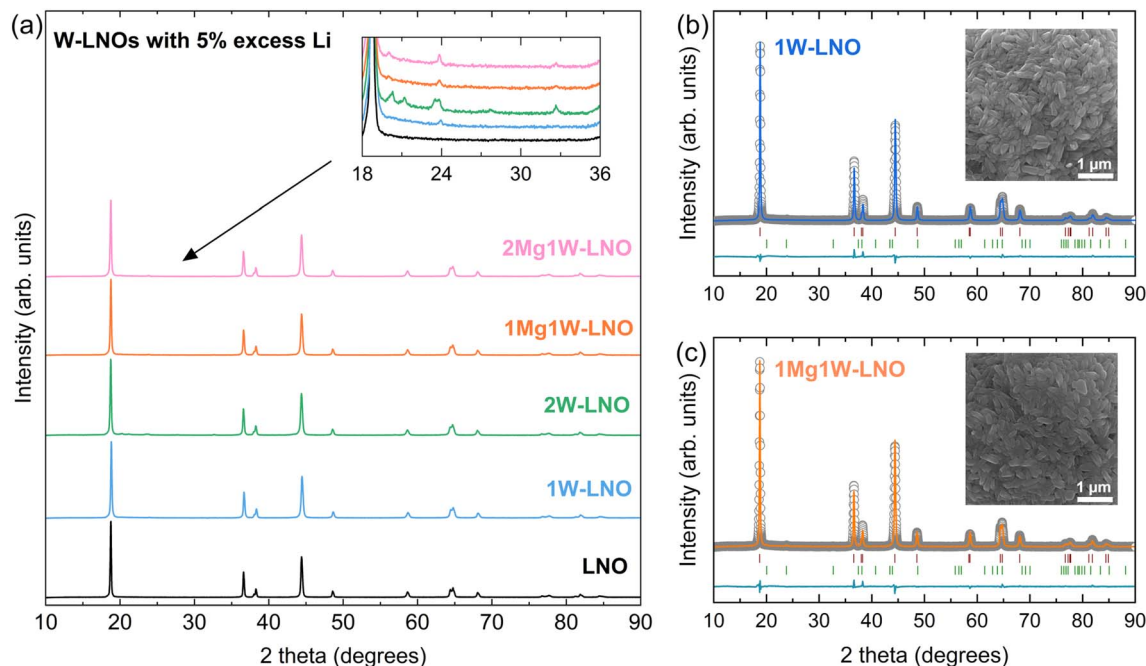 (a)
W-LNOs with 5% excess Li
18 24 30 36
2Mg1W-LNO
1Mg1W-LNO
2W-LNO
1W-LNO
LNO
Intensity (arb. units)
10 20 30 40 50 60 70 80 90
2 theta (degrees)
(b)
1W-LNO
1 µm
Intensity (arb. units)
10 20 30 40 50 60 70 80 90
(c)
1Mg1W-LNO
1 µm
Intensity (arb. units)
10 20 30 40 50 60 70 80 90
2 theta (degrees)